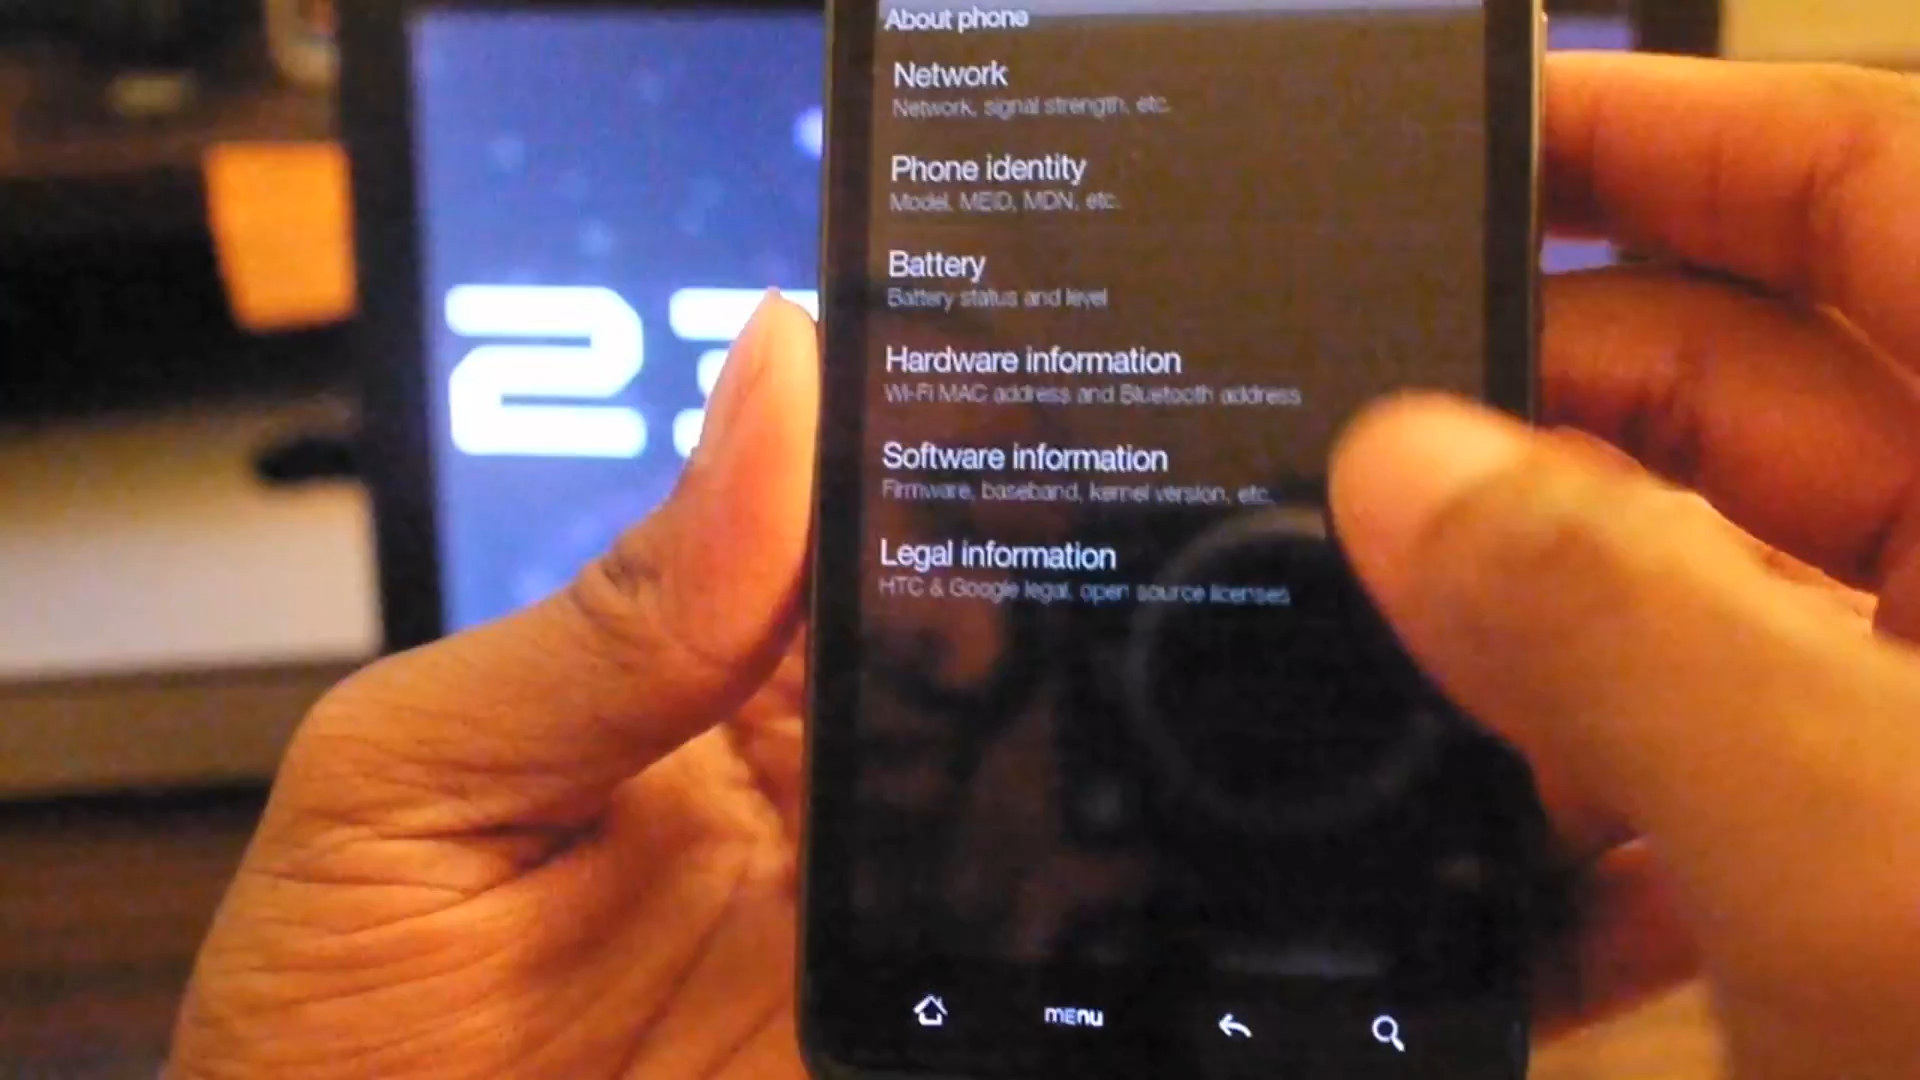 About phone
Network
Network, signal strength, etc.
Phone identity
Model, MEID, MDN, etc.
Battery
Battery status and level
Hardware information
Wi-Fi MAC address and Bluetooth address
Software information
Firmware, baseband, kernel version, etc.
Legal information
HTC & Google legal, open source licenses
mEnu
2